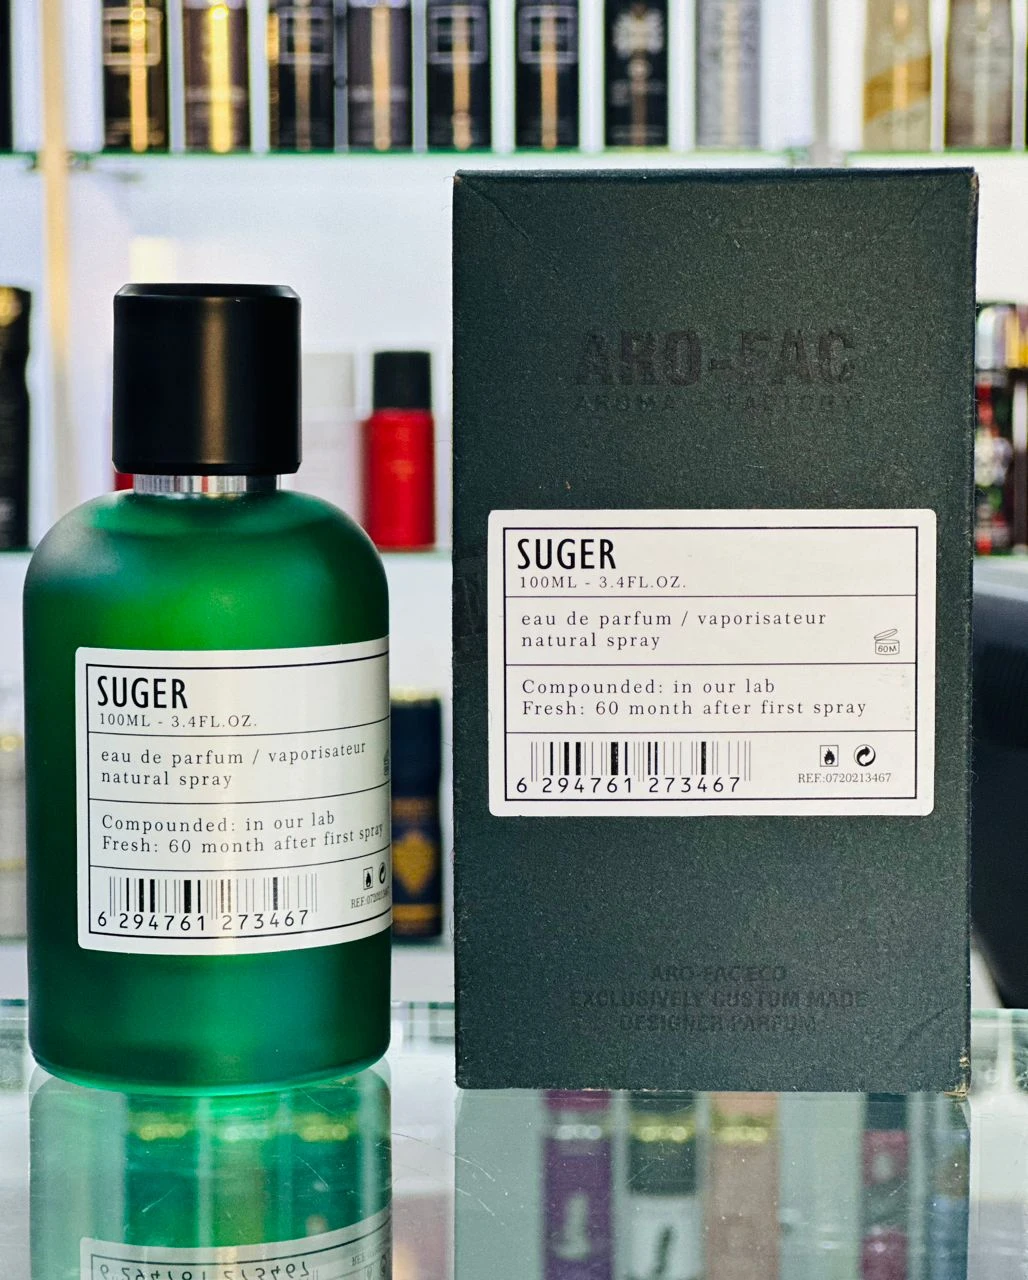 SUGER
100ML - 3.4FL.OZ.
eau de parfum / vaporisateur
natural spray
Compounded: in our lab
Fresh: 60 month after first spray
6 294761 273467
REF:0720213467
ARO-FAC
AROMA FACTORY
SUGER
100ML - 3.4FL.OZ.
eau de parfum / vaporisateur
natural spray
60M
Compounded: in our lab
Fresh: 60 month after first spray
6 294761 273467
REF:0720213467
ARO-FAC'ECO
EXCLUSIVELY CUSTUM MADE
DESIGNER PARFUM